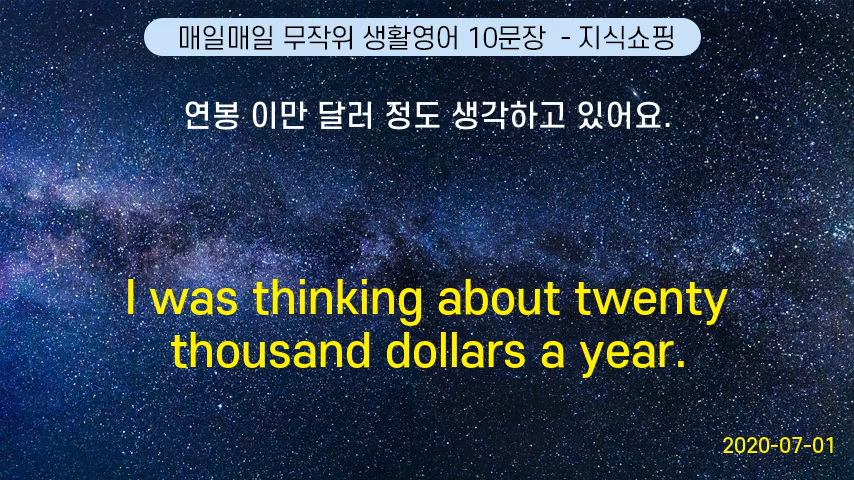 매일매일 무작위 생활영어 10문장 - 지식쇼핑
연봉 이만 달러 정도 생각하고 있어요.
I was thinking about twenty
thousand dollars a year.
2020-07-01